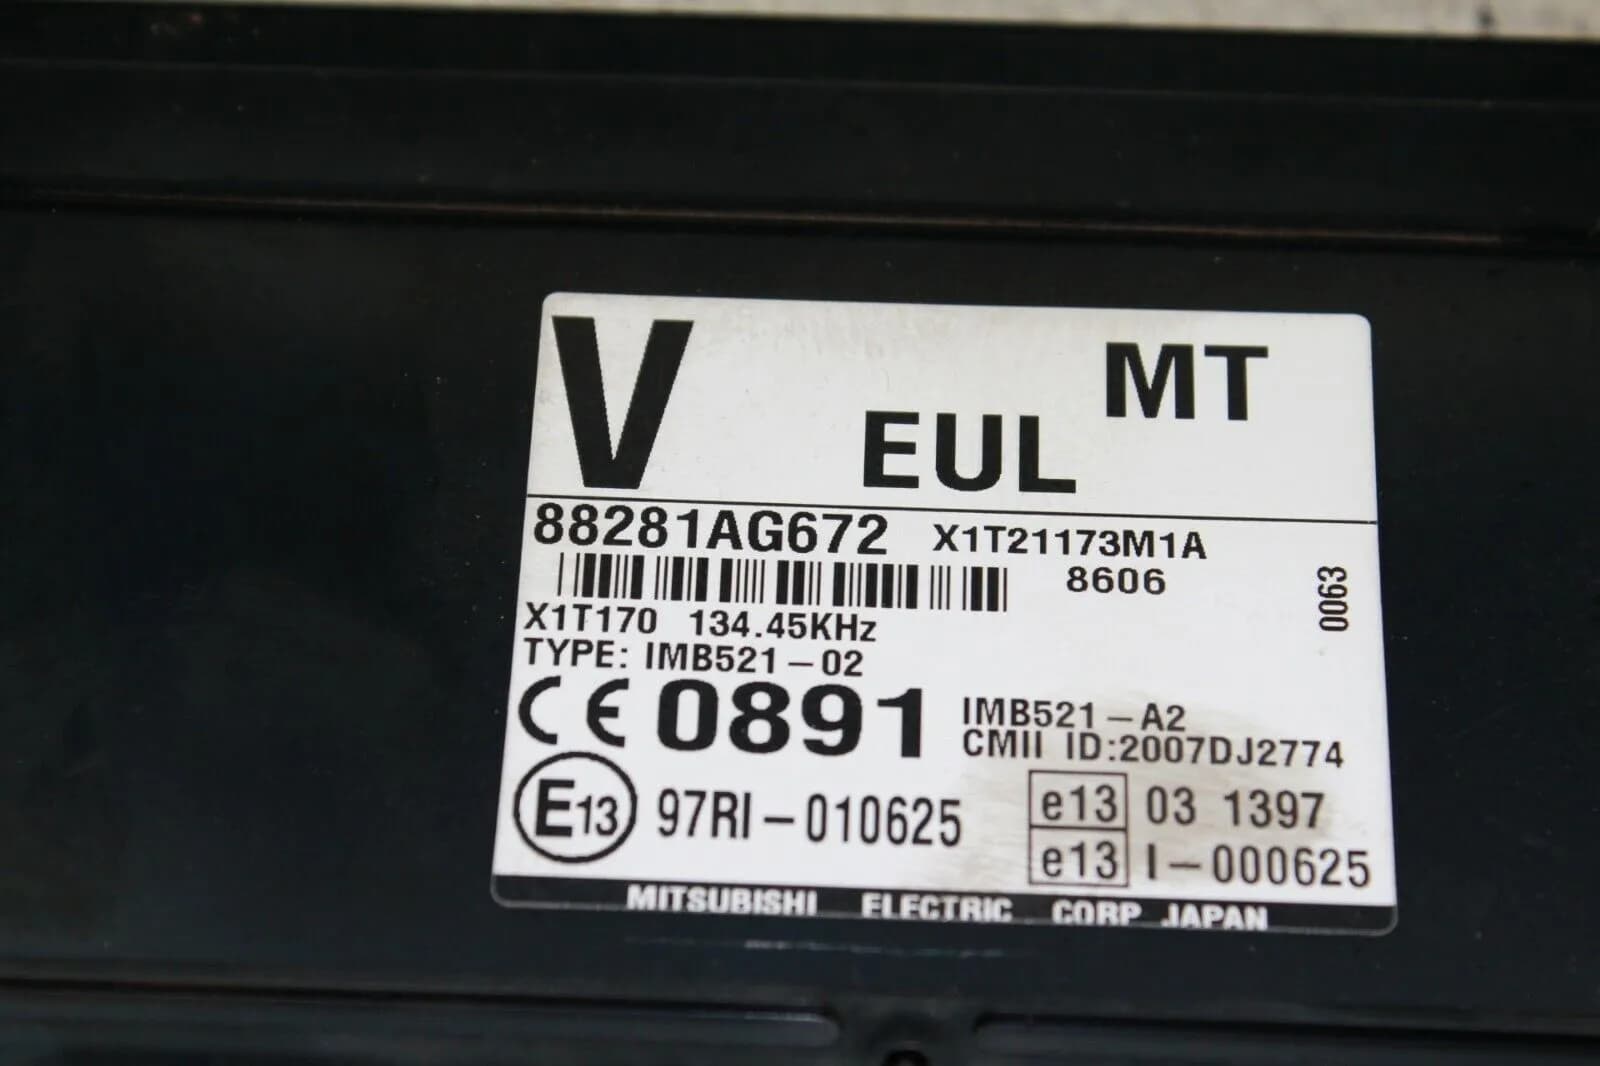 V EUL MT
88281AG672 X1T21173M1A
8606 0063
X1T170 134.45KHz
TYPE: IMB521-02
CE 0891 IMB521-A2
CMII ID:2007DJ2774
E13 97RI-010625 e13 03 1397
e13 I-000625
MITSUBISHI ELECTRIC CORP JAPAN